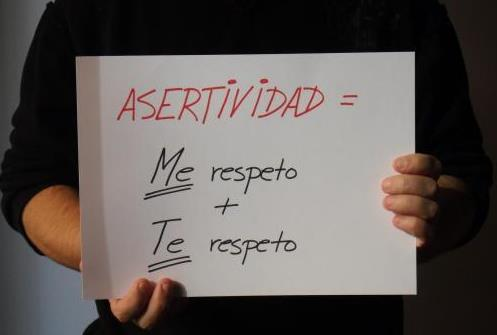 ASERTIVIDAD =
Me respeto
+
Te respeto